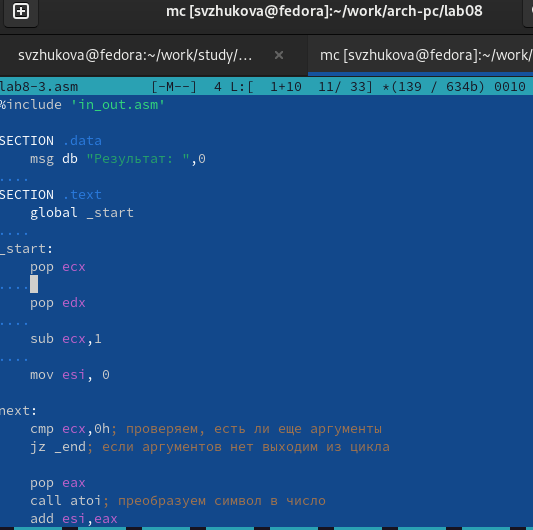 mc [svzhukova@fedora]:~/work/arch-pc/lab08
svzhukova@fedora:~/work/study/... × mc [svzhukova@fedora]:~/work/
lab8-3.asm [-M--] 4 L:[ 1+10 11/ 33] *(139 / 634b) 0010
%include 'in_out.asm'
SECTION .data
msg db "Результат: ",0
....
SECTION .text
global _start
....
_start:
pop ecx
....
pop edx
....
sub ecx,1
....
mov esi, 0
next:
cmp ecx,0h; проверяем, есть ли еще аргументы
jz _end; если аргументов нет выходим из цикла
pop eax
call atoi; преобразуем символ в число
add esi,eax